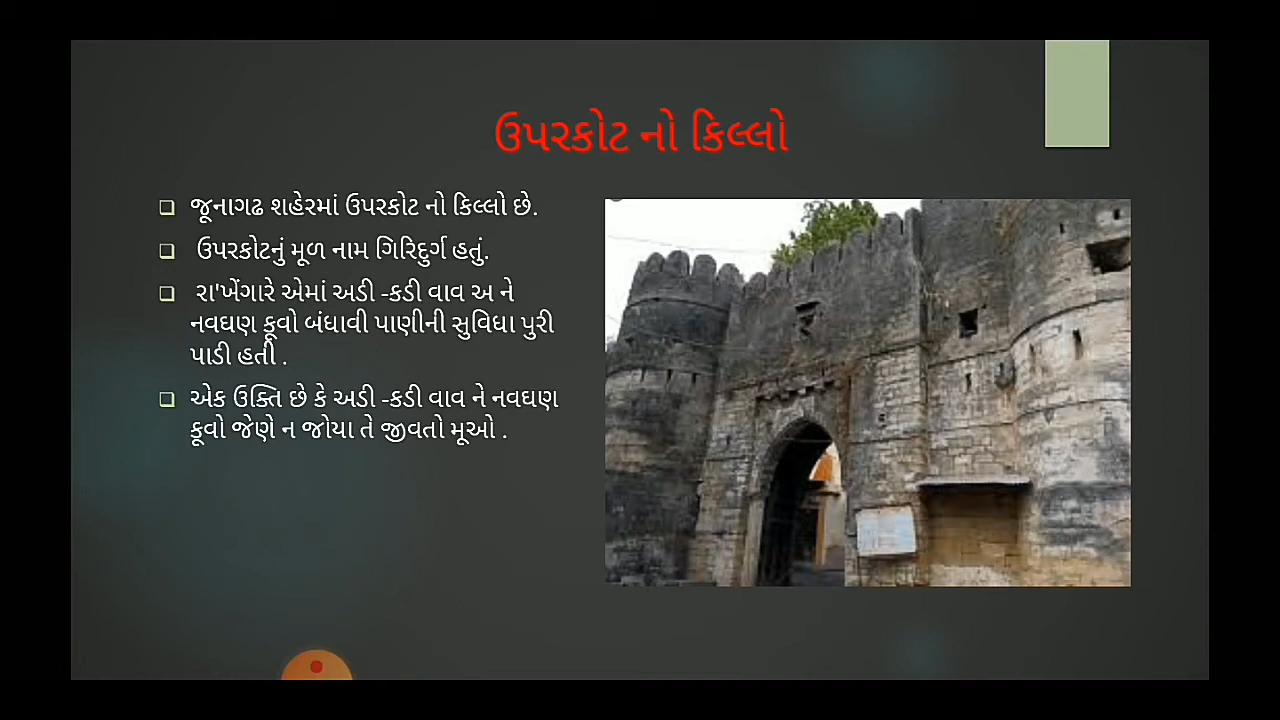 ઉપરકોટ નો કિલ્લો
જૂનાગઢ શહેરમાં ઉપરકોટ નો કિલ્લો છે.
ઉપરકોટનું મૂળ નામ ગિરિદુર્ગ હતું.
રા'ખેંગારે એમાં અડી -કડી વાવ અ ને
નવઘણ કૂવો બંધાવી પાણીની સુવિધા પુરી
પાડી હતી .
એક ઉક્તિ છે કે અડી -કડી વાવ ને નવઘણ
કૂવો જેણે ન જોયા તે જીવતો મૂઓ .